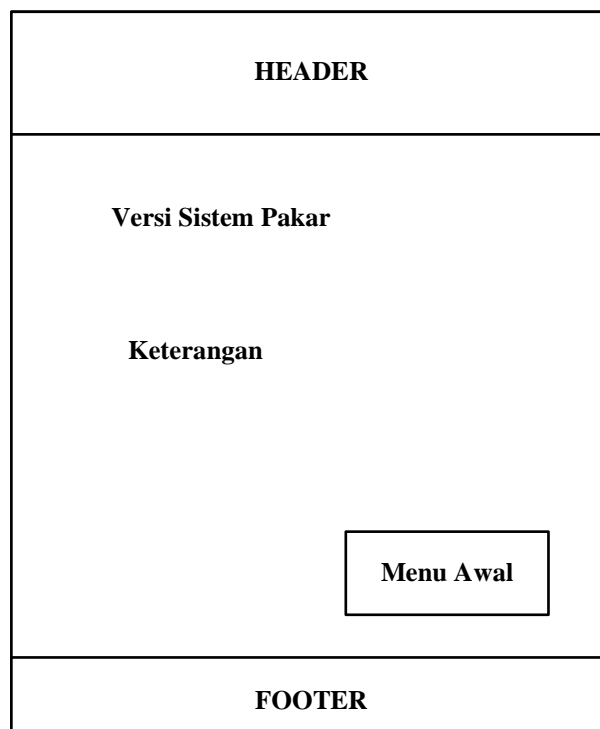 HEADER
Versi Sistem Pakar
Keterangan
Menu Awal
FOOTER